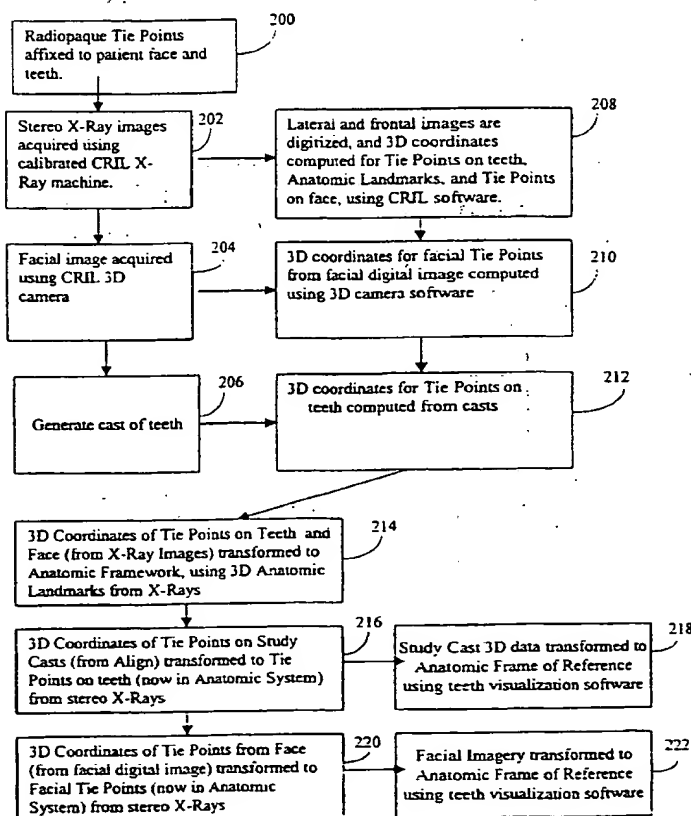 200
Radiopaque Tie Points
affixed to patient face and
teeth.
202
Stereo X-Ray images
acquired using
calibrated CRIL X-
Ray machine.
208
Lateral and frontal images are
digitized, and 3D coordinates
computed for Tie Points on teeth,
Anatomic Landmarks, and Tie Points
on face, using CRIL software.
204
Facial image acquired
using CRIL 3D
camera
210
3D coordinates for facial Tie Points
from facial digital image computed
using 3D camera software
206
Generate cast of teeth
212
3D coordinates for Tie Points on
teeth computed from casts
214
3D Coordinates of Tie Points on Teeth and
Face (from X-Ray Images) transformed to
Anatomic Framework, using 3D Anatomic
Landmarks from X-Rays
216
3D Coordinates of Tie Points on Study
Casts (from Align) transformed to Tie
Points on teeth (now in Anatomic System)
from stereo X-Rays
218
Study Cast 3D data transformed to
Anatomic Frame of Reference
using teeth visualization software
220
3D Coordinates of Tie Points from Face
(from facial digital image) transformed to
Facial Tie Points (now in Anatomic
System) from stereo X-Rays
222
Facial Imagery transformed to
Anatomic Frame of Reference
using teeth visualization software